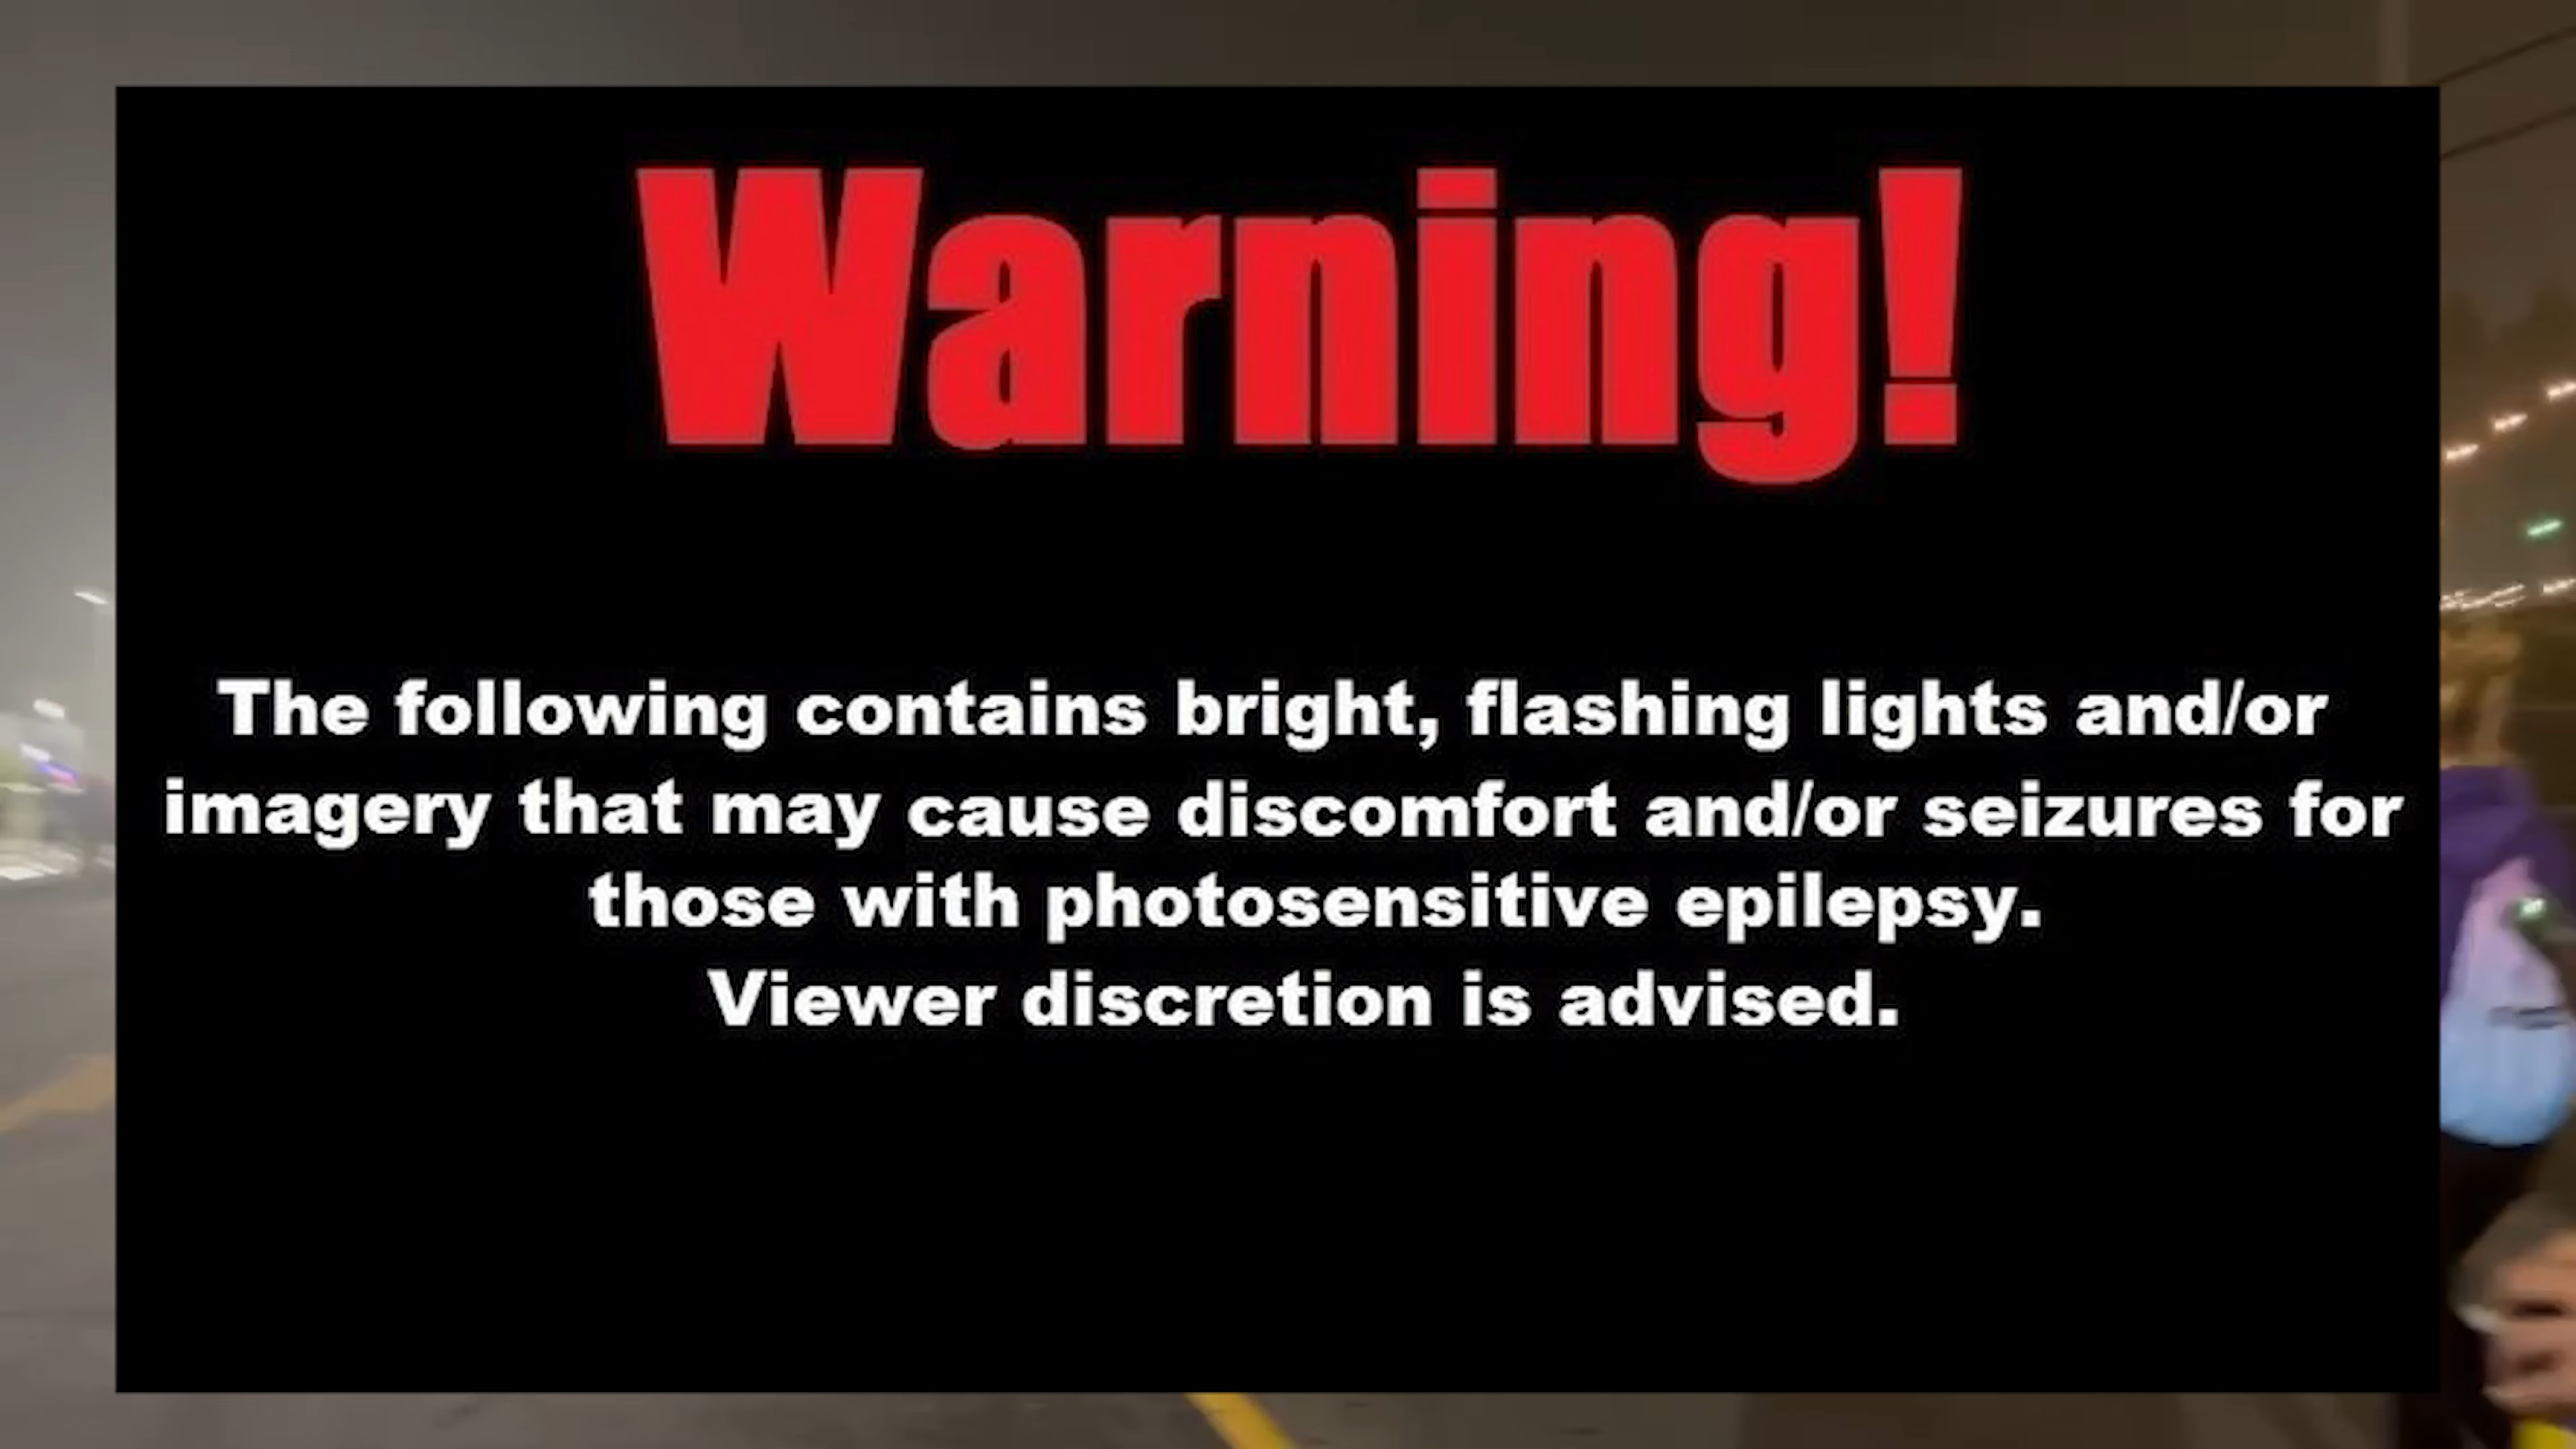 Warning!
The following contains bright, flashing lights and/or
imagery that may cause discomfort and/or seizures for
those with photosensitive epilepsy.
Viewer discretion is advised.